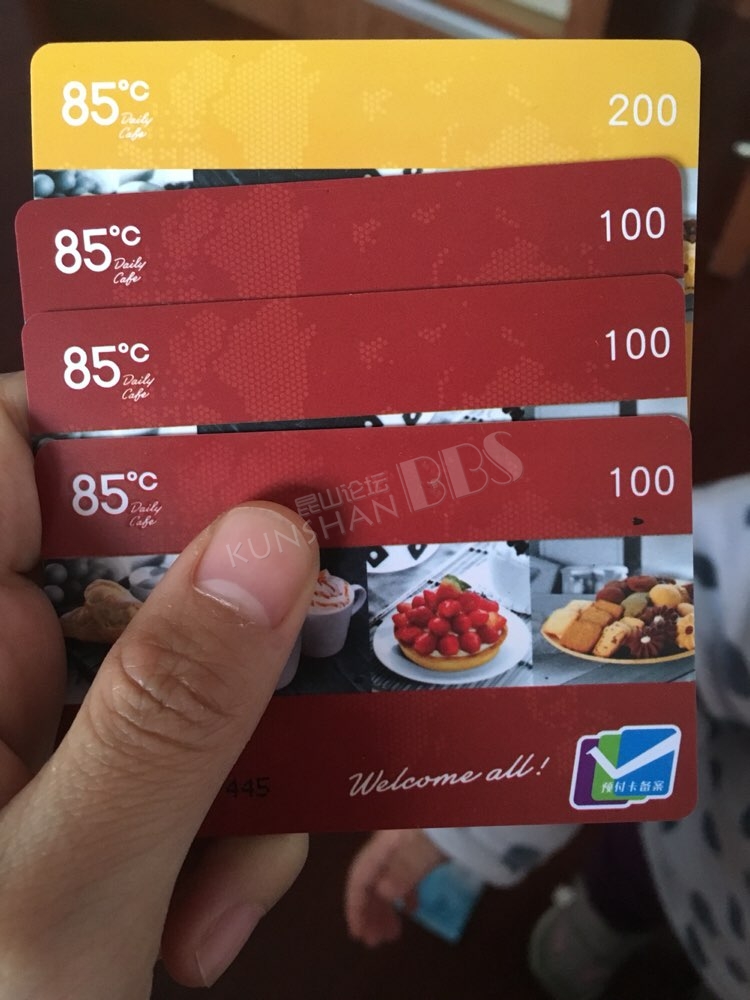 85°C
Daily
Cafe
200
85°C
Daily
Cafe
100
85°C
Daily
Cafe
100
85°C
Daily
Cafe
100
昆山论坛
KUNSHAN BBS
445
Welcome all!
预付卡备案